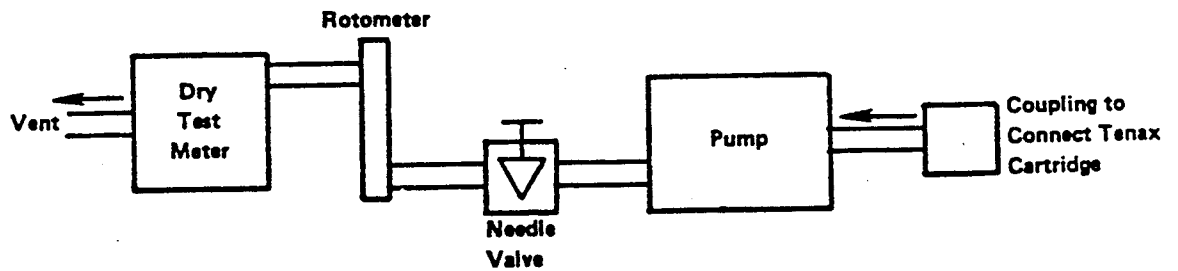 Rotometer
Vent
Dry
Test
Meter
Needle
Valve
Pump
Coupling to
Connect Tenax
Cartridge